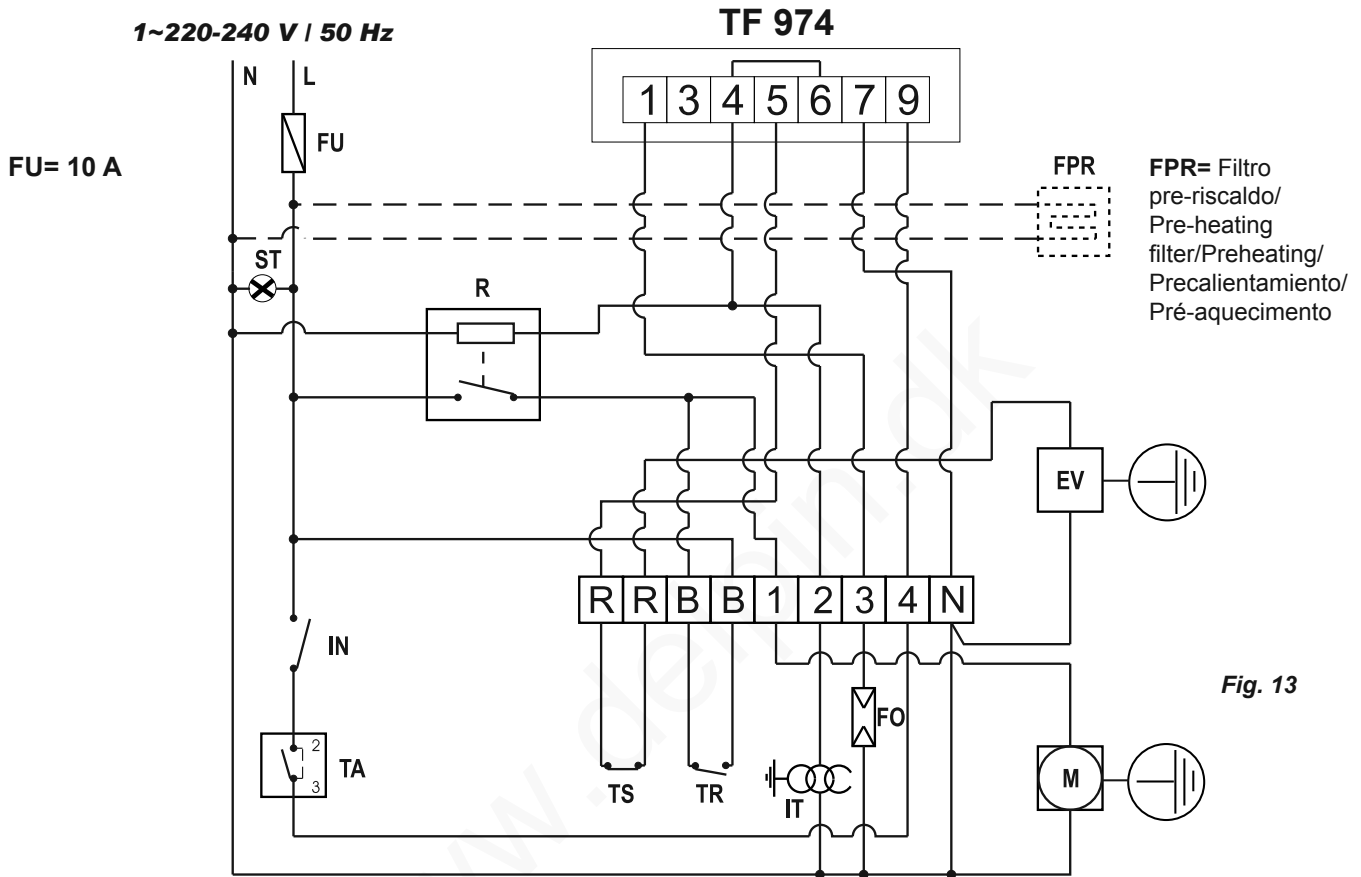 1~220-240 V / 50 Hz
TF 974
N
L
1 3 4 5 6 7 9
FU
FU= 10 A
FPR
FPR= Filtro
pre-riscaldo/
Pre-heating
filter/Preheating/
Precalientamiento/
Pré-aquecimento
ST
R
EV
R R B B 1 2 3 4 N
IN
Fig. 13
FO
2
TA
3
TS
TR
IT
M